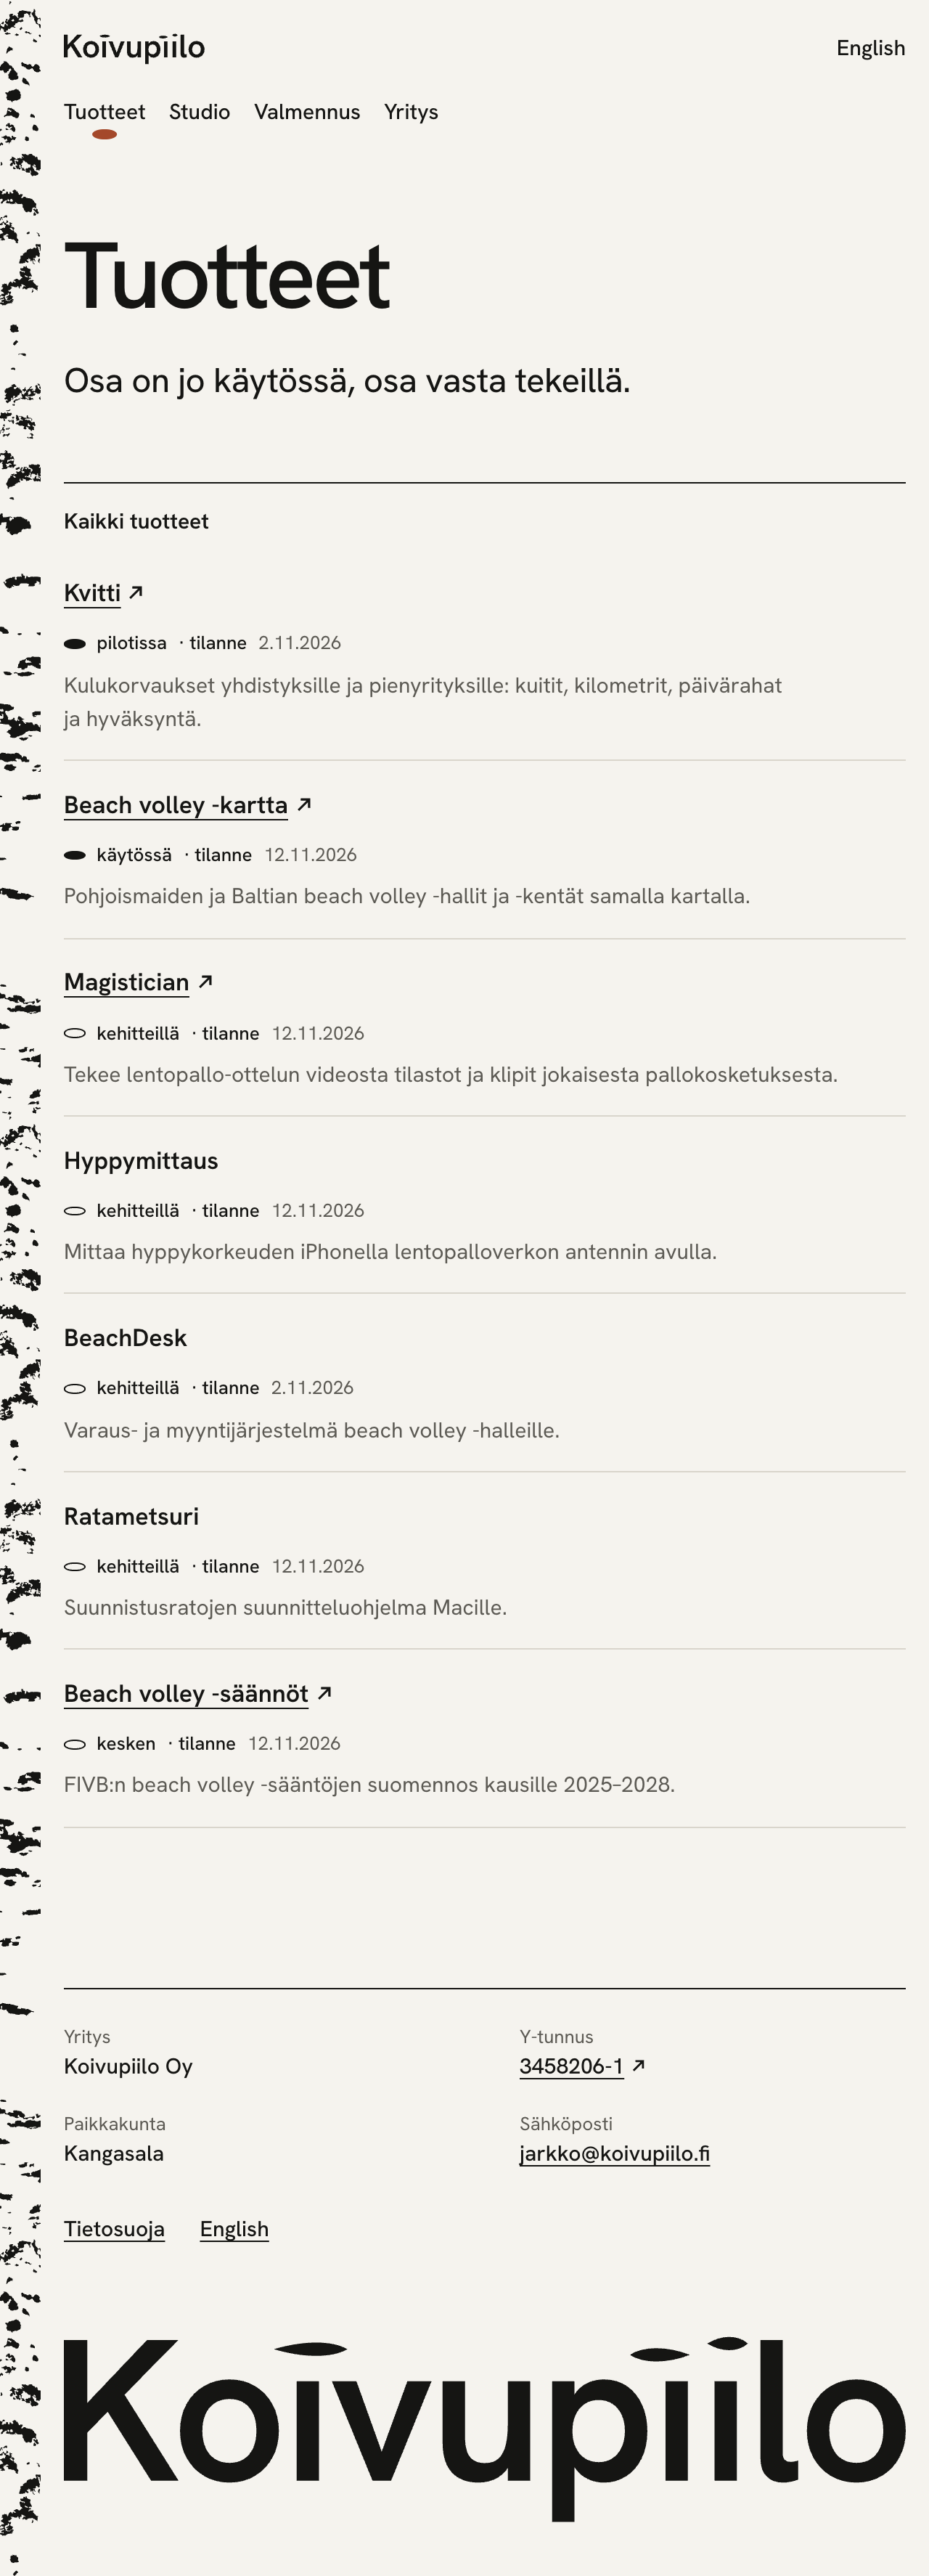 Koivupiilo
English
Tuotteet Studio Valmennus Yritys
Tuotteet
Osa on jo käytössä, osa vasta tekeillä.
Kaikki tuotteet
Kvitti ↗
pilotissa · tilanne 2.11.2026
Kulukorvaukset yhdistyksille ja pienyrityksille: kuitit, kilometrit, päivärahat
ja hyväksyntä.
Beach volley -kartta ↗
käytössä · tilanne 12.11.2026
Pohjoismaiden ja Baltian beach volley -hallit ja -kentät samalla kartalla.
Magistician ↗
kehitteillä · tilanne 12.11.2026
Tekee lentopallo-ottelun videosta tilastot ja klipit jokaisesta pallokosketuksesta.
Hyppymittaus
kehitteillä · tilanne 12.11.2026
Mittaa hyppykorkeuden iPhonella lentopalloverkon antennin avulla.
BeachDesk
kehitteillä · tilanne 2.11.2026
Varaus- ja myyntijärjestelmä beach volley -halleille.
Ratametsuri
kehitteillä · tilanne 12.11.2026
Suunnistusratojen suunnitteluohjelma Macille.
Beach volley -säännöt ↗
kesken · tilanne 12.11.2026
FIVB:n beach volley -sääntöjen suomennos kausille 2025–2028.
Yritys
Koivupiilo Oy
Y-tunnus
3458206-1 ↗
Paikkakunta
Kangasala
Sähköposti
jarkko@koivupiilo.fi
Tietosuoja English
Koivupiilo